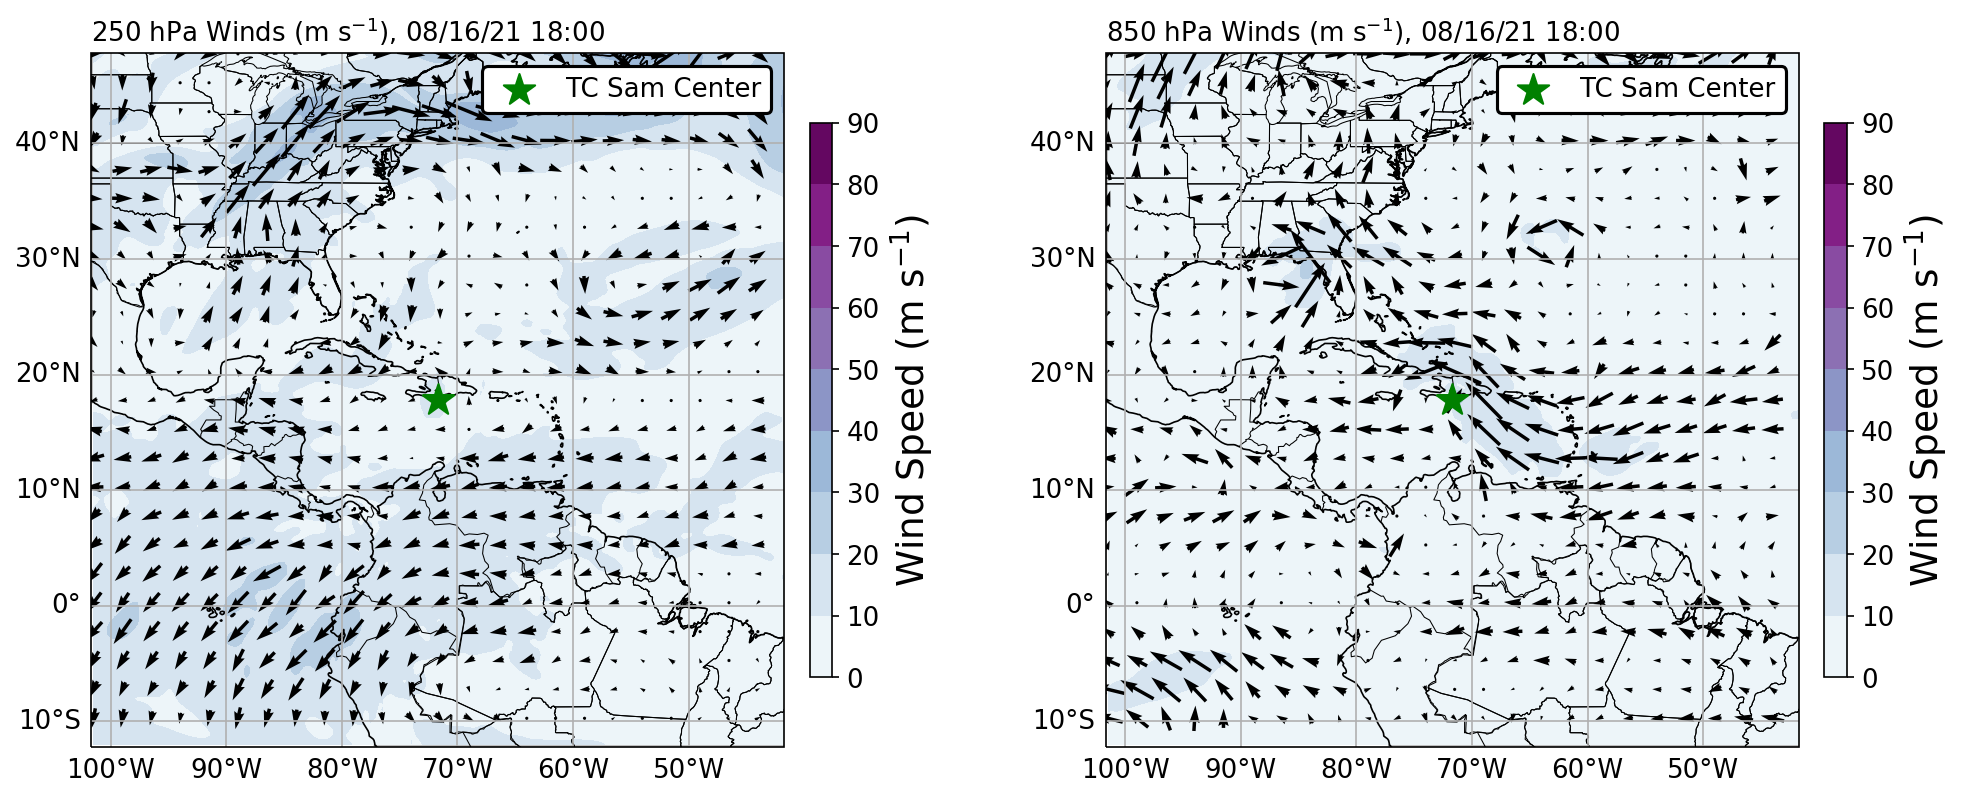 250 hPa Winds (m s⁻¹), 08/16/21 18:00
TC Sam Center
40°N
30°N
20°N
10°N
0°
10°S
100°W 90°W 80°W 70°W 60°W 50°W
90
80
70
60
50
40
30
20
10
0
Wind Speed (m s⁻¹)
850 hPa Winds (m s⁻¹), 08/16/21 18:00
TC Sam Center
40°N
30°N
20°N
10°N
0°
10°S
100°W 90°W 80°W 70°W 60°W 50°W
90
80
70
60
50
40
30
20
10
0
Wind Speed (m s⁻¹)